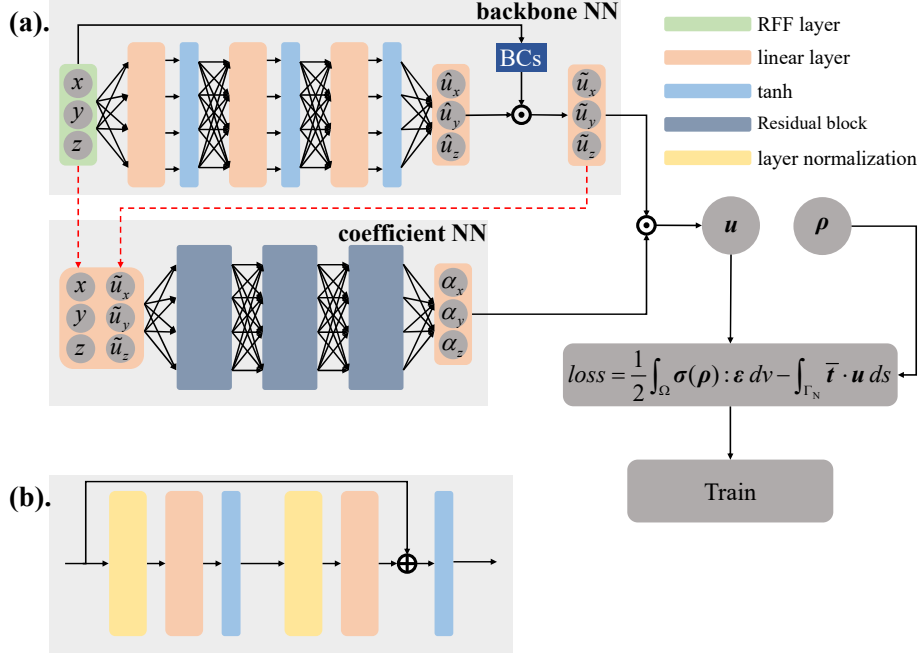 (a).
backbone NN
BCs
x
y
z
û_x
û_y
û_z
ũ_x
ũ_y
ũ_z
RFF layer
linear layer
tanh
Residual block
layer normalization
coefficient NN
x ũ_x
y ũ_y
z ũ_z
α_x
α_y
α_z
u
ρ
loss = 1/2 ∫_Ω σ(ρ) : ε dv − ∫_{Γ_N} t̅ · u ds
Train
(b).